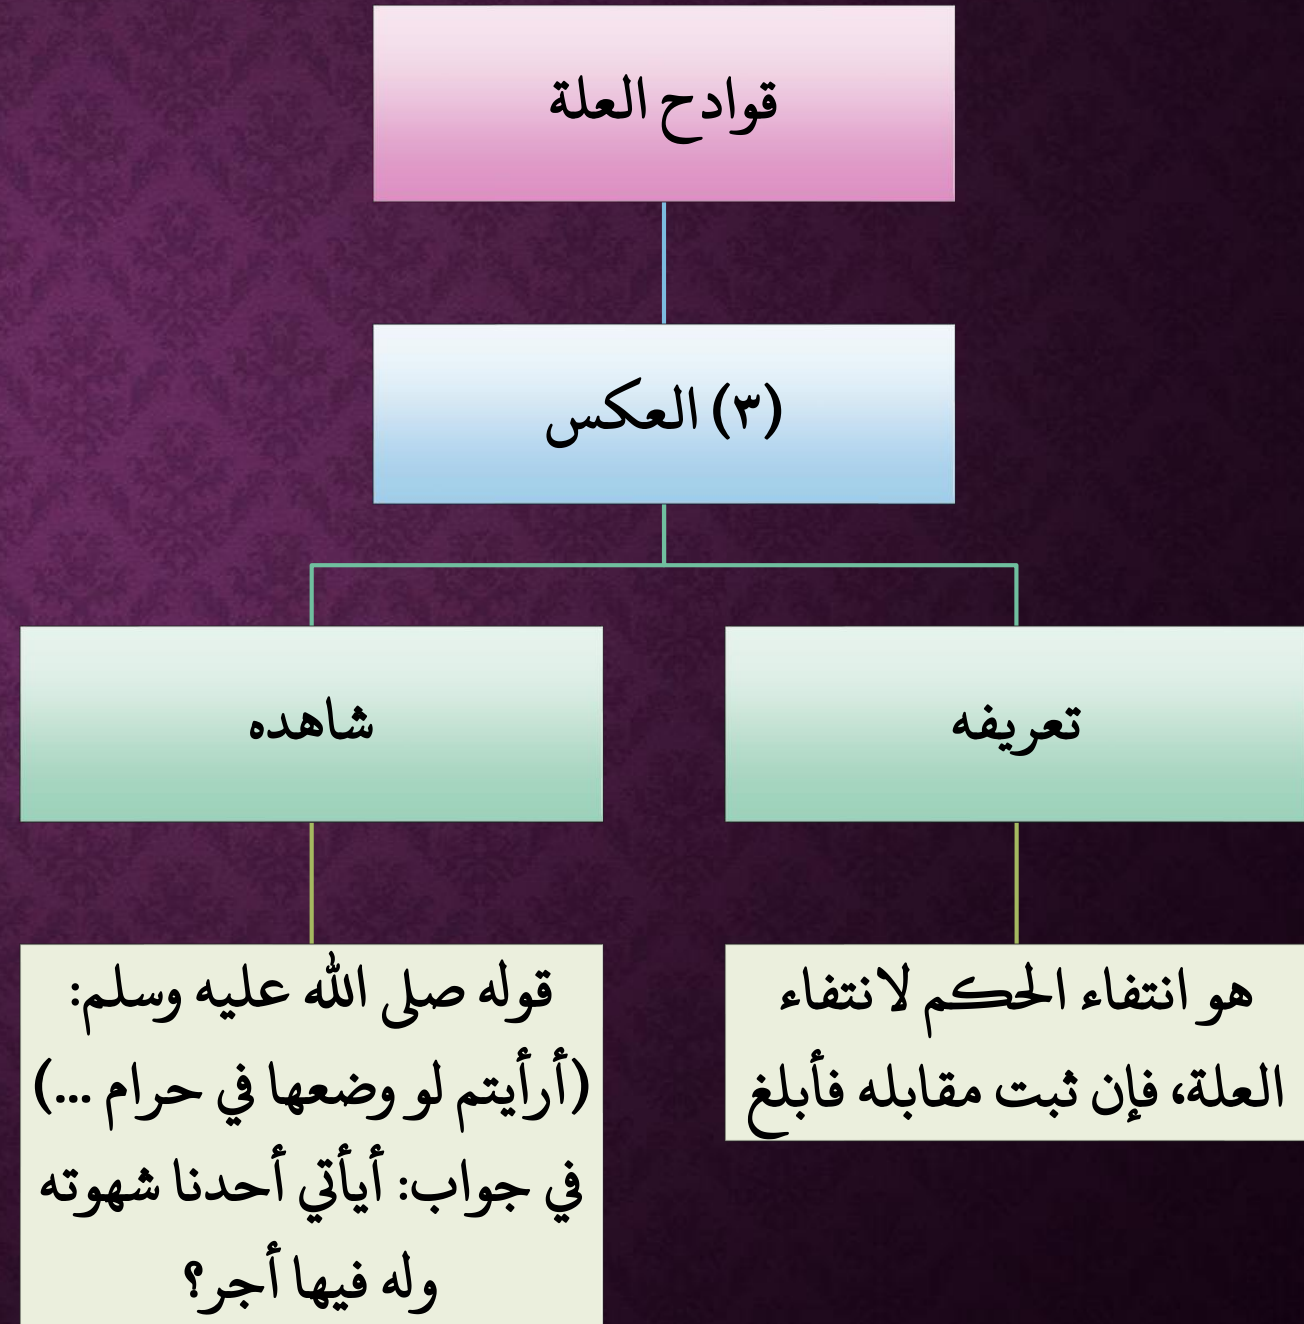 قوادح العلة
(٣) العكس
تعريفه
شاهده
هو انتفاء الحكم لانتفاء
العلة، فإن ثبت مقابله فأبلغ
قوله صلى الله عليه وسلم:
(أرأيتم لو وضعها في حرام ...)
في جواب: أيأتي أحدنا شهوته
وله فيها أجر؟